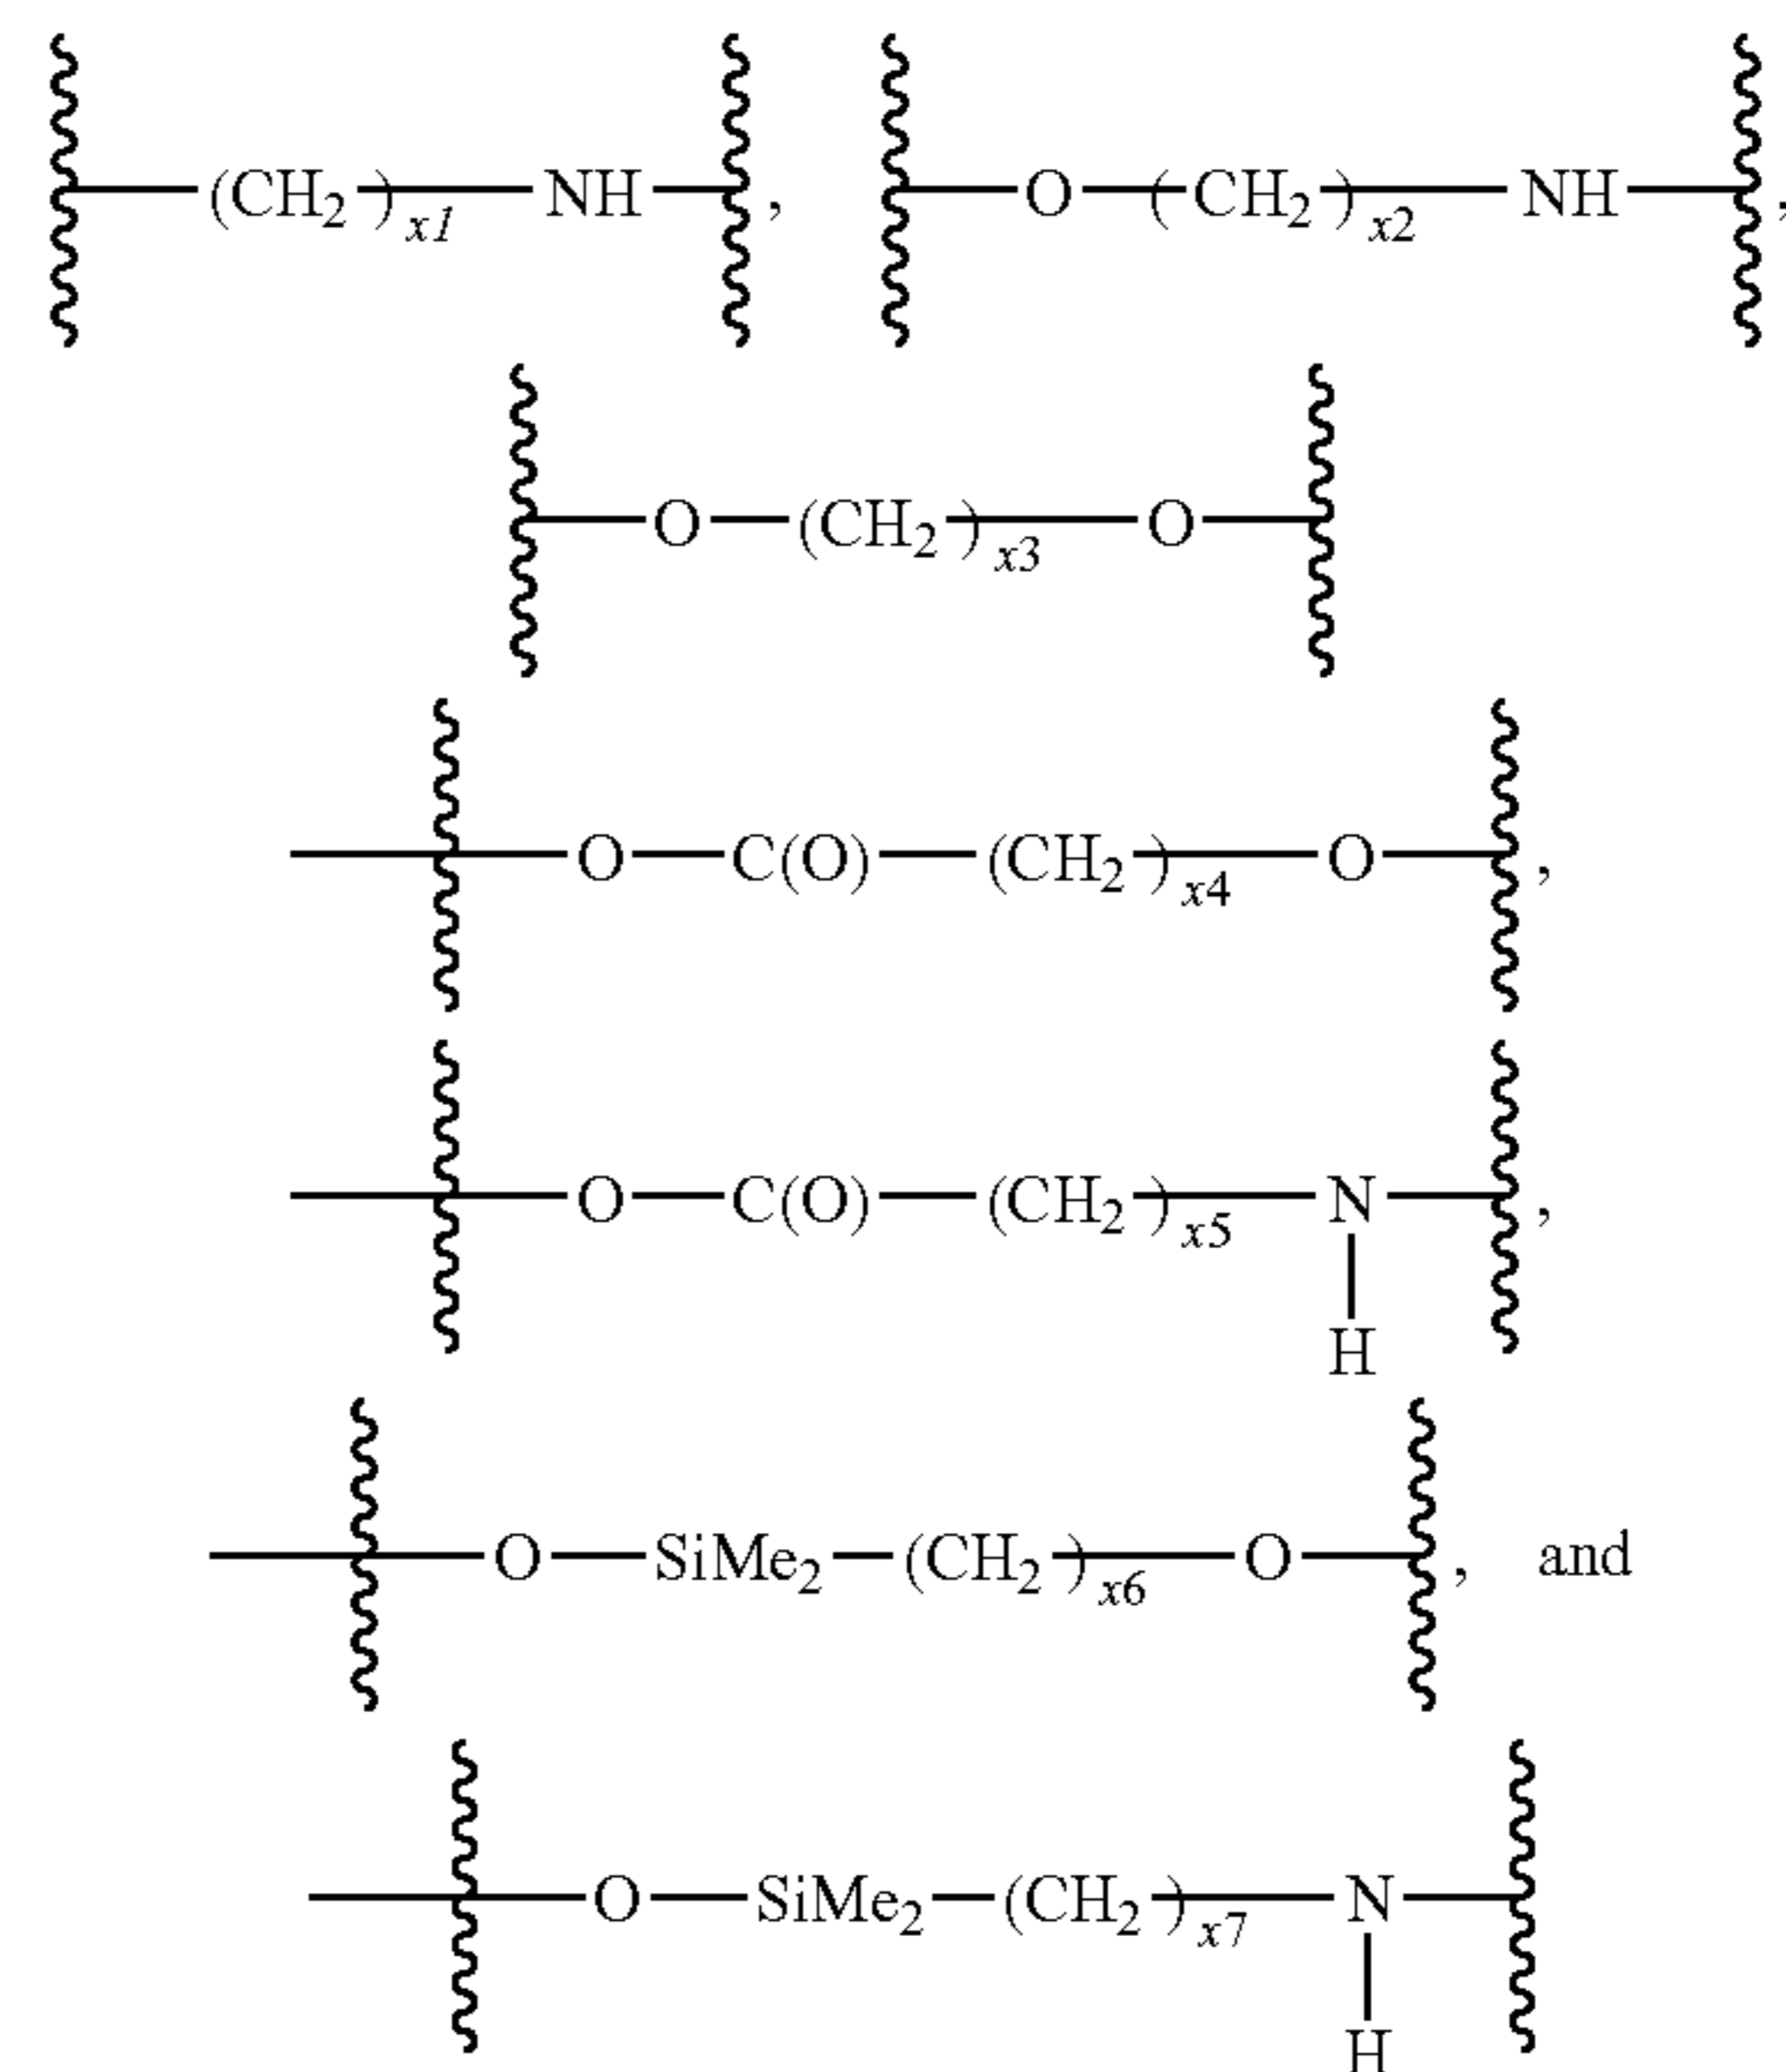 (CH2)x1 NH, O (CH2)x2 NH,
O (CH2)x3 O
O C(O) (CH2)x4 O,
O C(O) (CH2)x5 N,
H
O SiMe2 (CH2)x6 O, and
O SiMe2 (CH2)x7 N
H